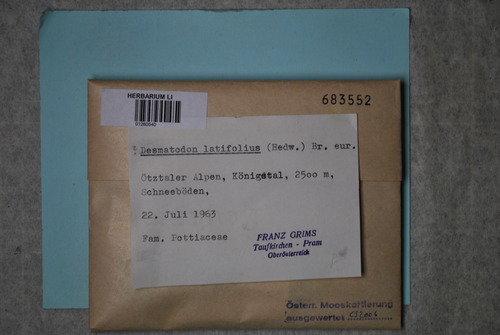 HERBARIUM LI
683552
Desmatodon latifolius (Hedw.) Br. eur.
Ötztaler Alpen, Königstal, 2500 m,
Schneeböden,
22. Juli 1963
Fam. Pottiaceae
FRANZ GRIMS
Taufkirchen - Pram
Oberösterreich
Österr. Mooskartierung
ausgewertet